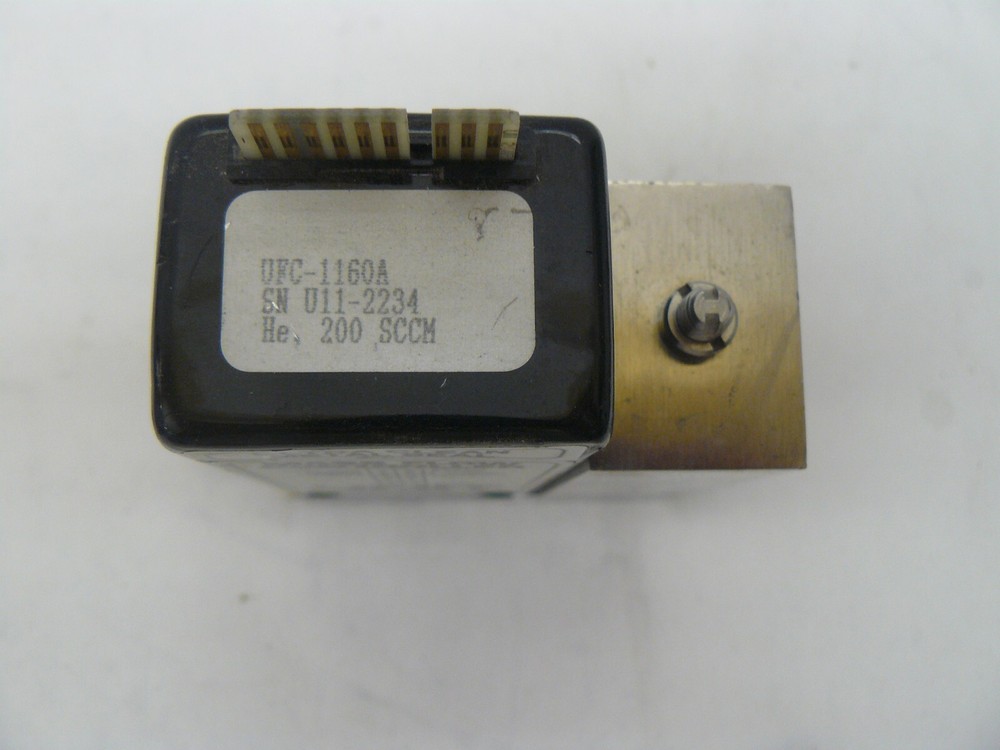 UFC-1160A
SN U11-2234
He, 200 SCCM